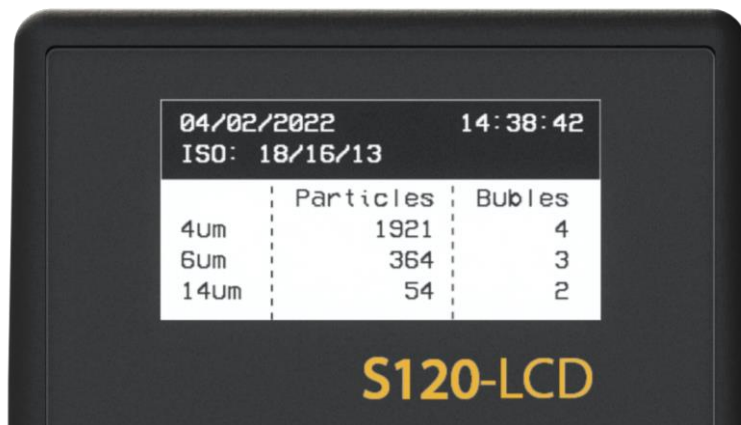 04/02/2022 14:38:42
ISO: 18/16/13
Particles Bubles
4um 1921 4
6um 364 3
14um 54 2
S120-LCD